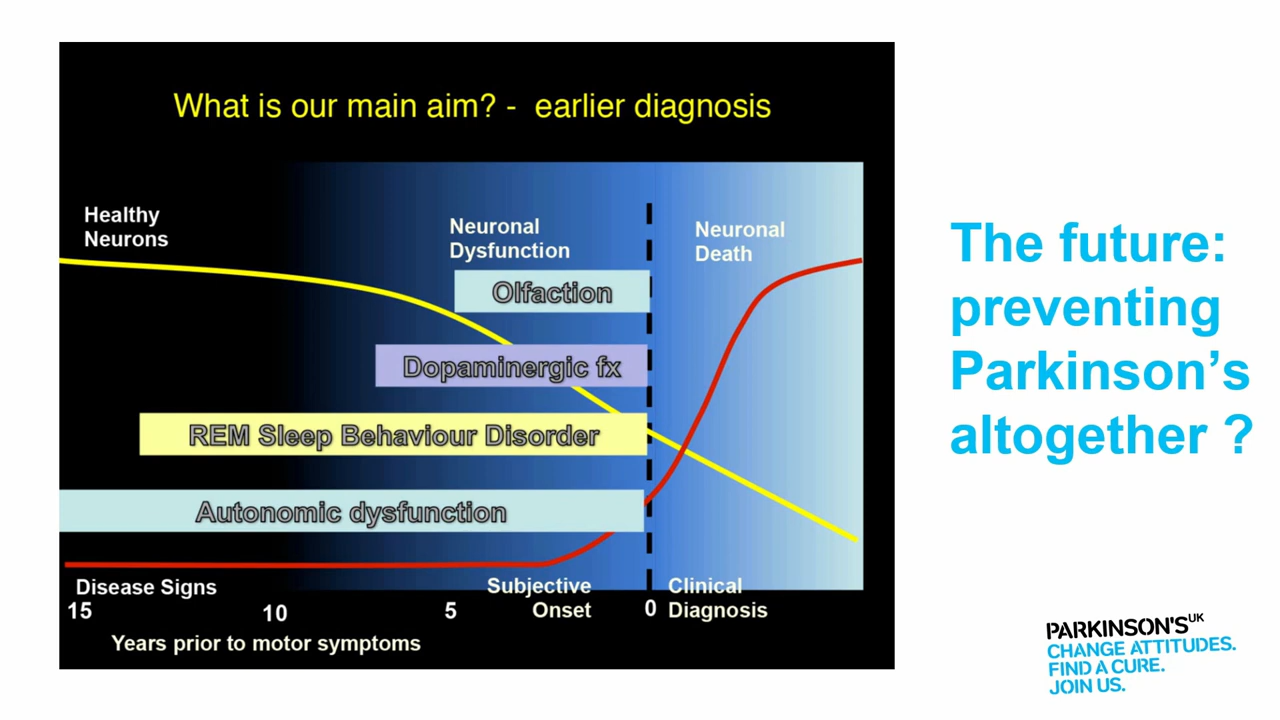 What is our main aim? - earlier diagnosis
Healthy
Neurons
Neuronal
Dysfunction
Neuronal
Death
Olfaction
Dopaminergic fx
REM Sleep Behaviour Disorder
Autonomic dysfunction
Disease Signs
Subjective
Onset
Clinical
Diagnosis
15
10
5
0
Years prior to motor symptoms
The future:
preventing
Parkinson’s
altogether ?
PARKINSON'S UK
CHANGE ATTITUDES.
FIND A CURE.
JOIN US.